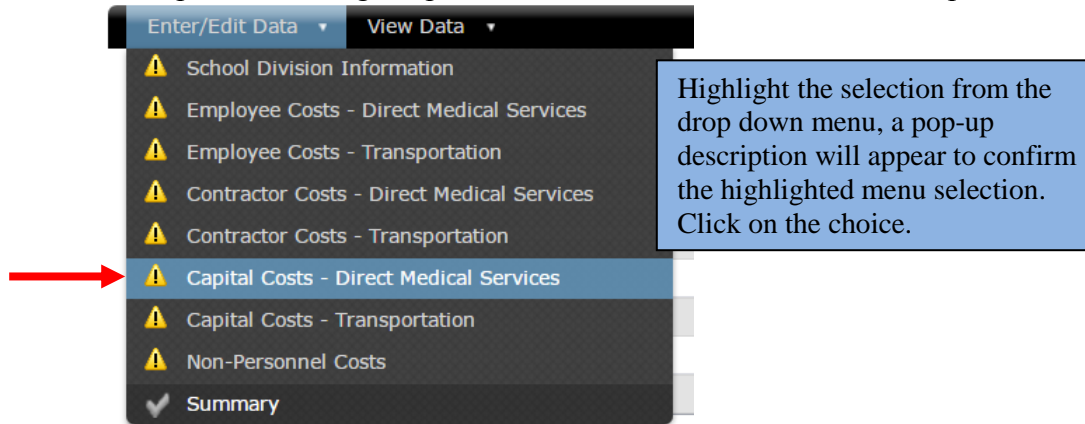 Enter/Edit Data ▾ View Data ▾
School Division Information
Employee Costs - Direct Medical Services
Employee Costs - Transportation
Contractor Costs - Direct Medical Services
Contractor Costs - Transportation
Capital Costs - Direct Medical Services
Capital Costs - Transportation
Non-Personnel Costs
Summary
Highlight the selection from the
drop down menu, a pop-up
description will appear to confirm
the highlighted menu selection.
Click on the choice.